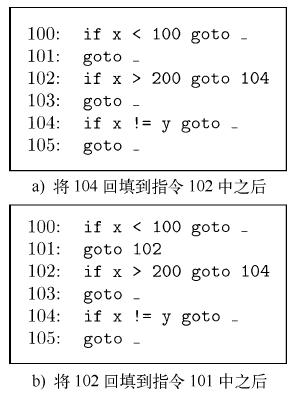 100: if x < 100 goto _
101: goto _
102: if x > 200 goto 104
103: goto _
104: if x != y goto _
105: goto _
a) 将 104 回填到指令 102 中之后
100: if x < 100 goto _
101: goto 102
102: if x > 200 goto 104
103: goto _
104: if x != y goto _
105: goto _
b) 将 102 回填到指令 101 中之后